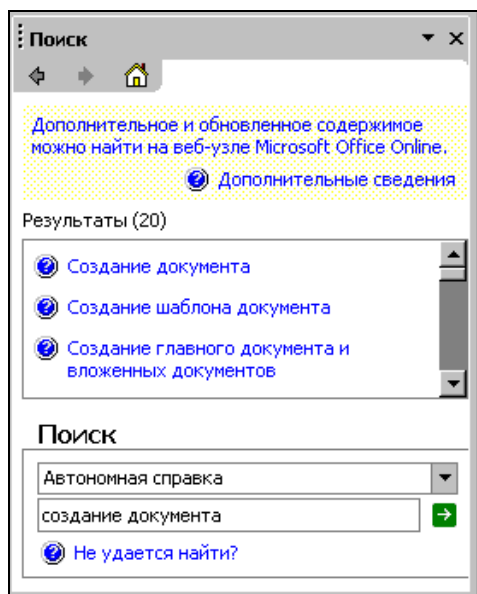 Поиск
Дополнительное и обновленное содержимое
можно найти на веб-узле Microsoft Office Online.
Дополнительные сведения
Результаты (20)
Создание документа
Создание шаблона документа
Создание главного документа и
вложенных документов
Поиск
Автономная справка
создание документа
Не удается найти?